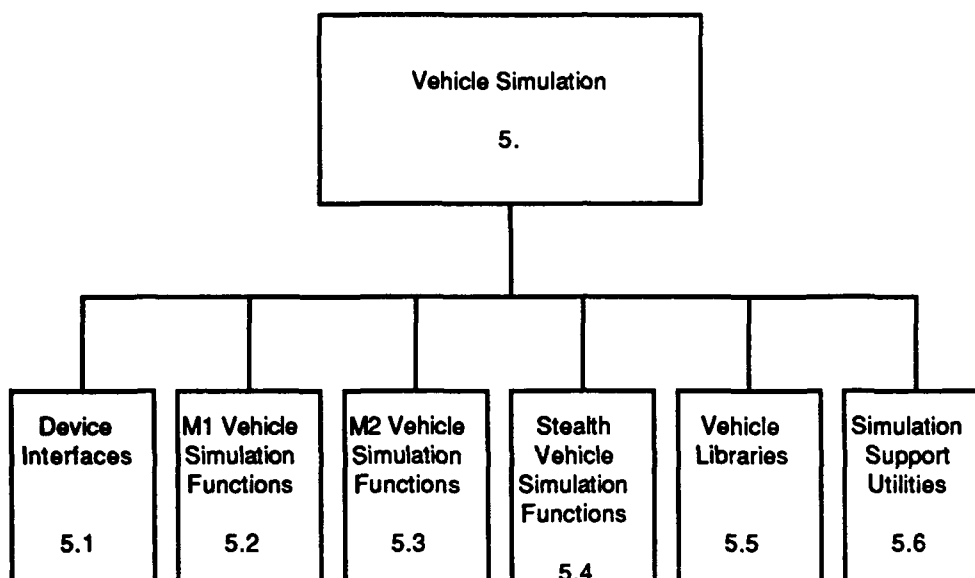 Vehicle Simulation
5.
Device
Interfaces
5.1
M1 Vehicle
Simulation
Functions
5.2
M2 Vehicle
Simulation
Functions
5.3
Stealth
Vehicle
Simulation
Functions
5.4
Vehicle
Libraries
5.5
Simulation
Support
Utilities
5.6